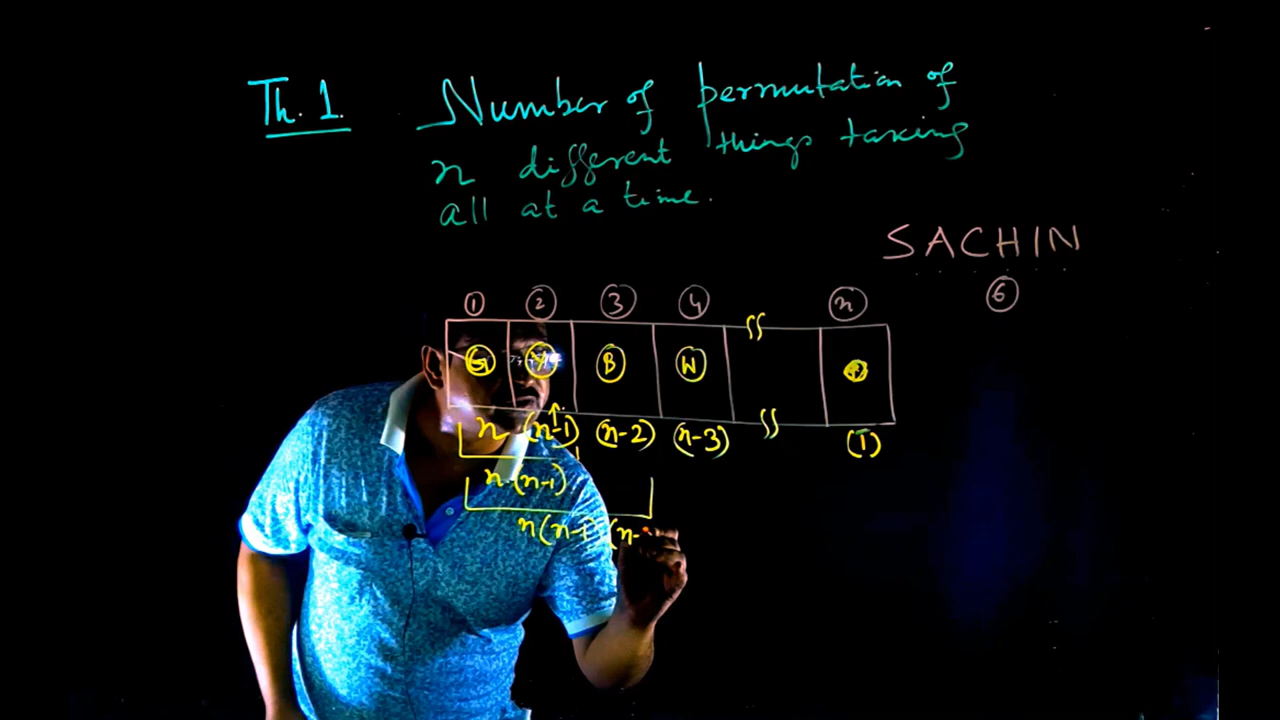 Th. 1. Number of permutation of
n different things taking
all at a time.
SACHIN
① ② ③ ④ ⓝ ⑥
G Y B W
n (n-1) (n-2) (n-3) (1)
n.(n-1)
n(n-1)(n-